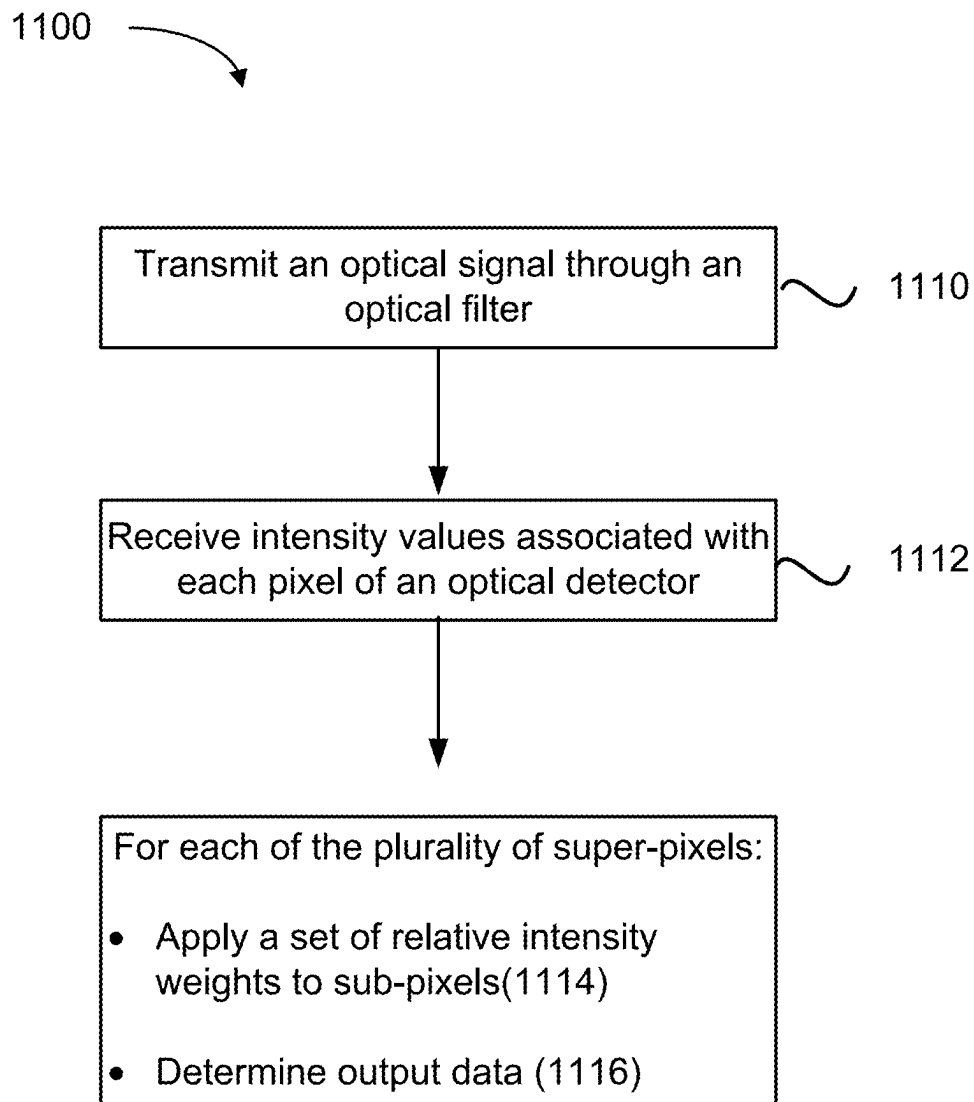 1100
Transmit an optical signal through an
optical filter
1110
Receive intensity values associated with
each pixel of an optical detector
1112
For each of the plurality of super-pixels:
• Apply a set of relative intensity
weights to sub-pixels(1114)
• Determine output data (1116)